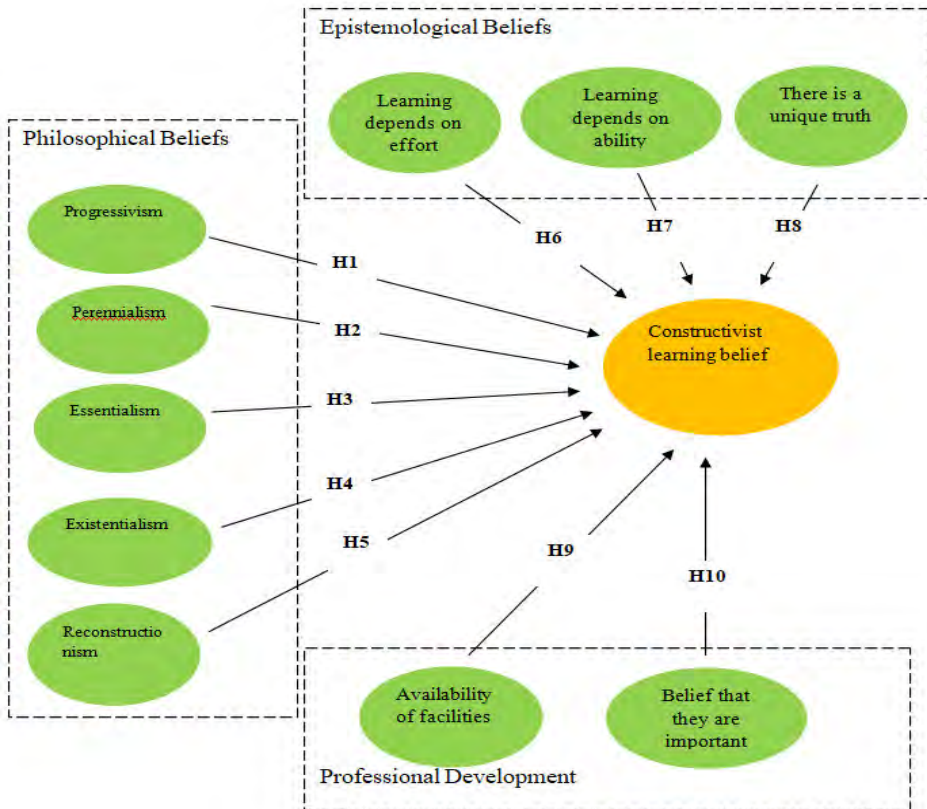 Epistemological Beliefs
Learning
depends on
effort
Learning
depends on
ability
There is a
unique truth
Philosophical Beliefs
Progressivism
Perennialism
Essentialism
Existentialism
Reconstructio
nism
H1
H2
H3
H4
H5
H6
H7
H8
Constructivist
learning belief
H9
H10
Availability
of facilities
Belief that
they are
important
Professional Development